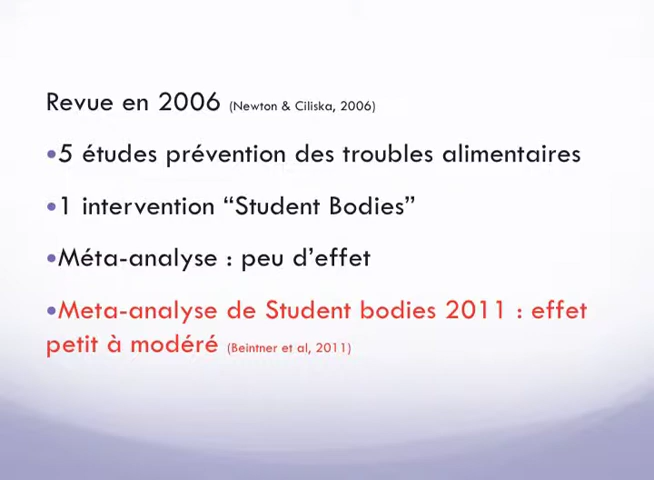 Revue en 2006 (Newton & Ciliska, 2006)
•5 études prévention des troubles alimentaires
•1 intervention “Student Bodies”
•Méta-analyse : peu d’effet
•Meta-analyse de Student bodies 2011 : effet
petit à modéré (Beintner et al, 2011)